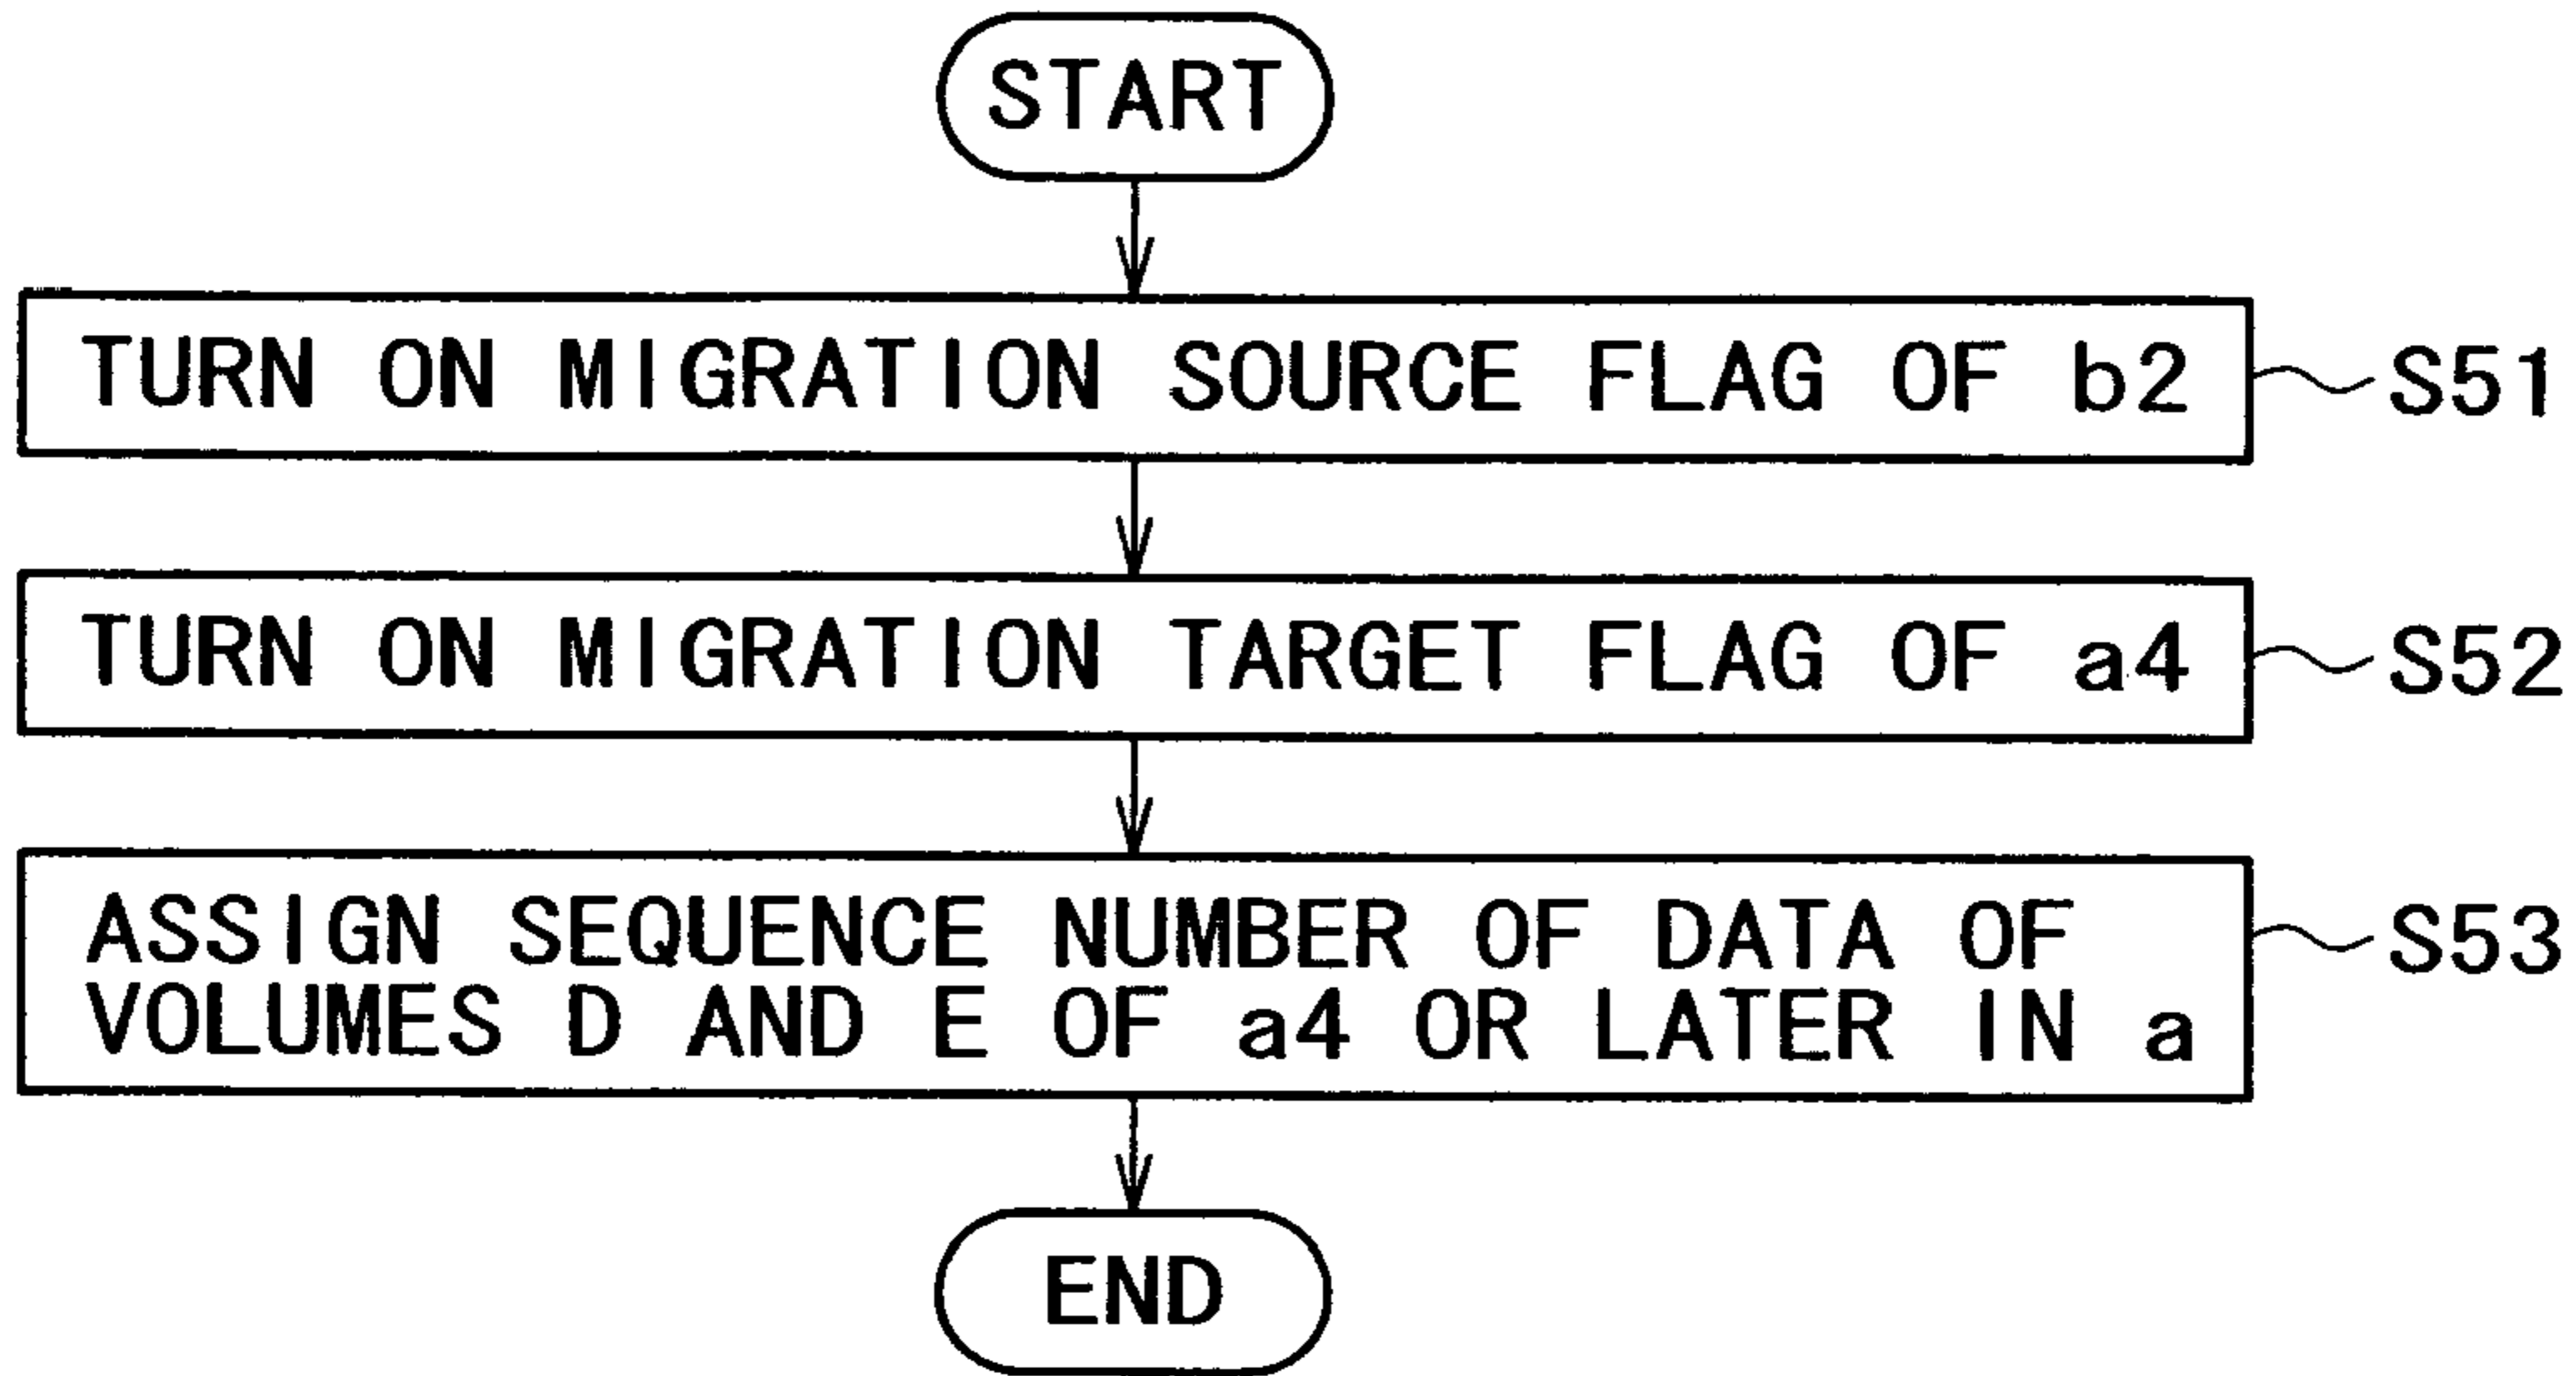 START
TURN ON MIGRATION SOURCE FLAG OF b2
S51
TURN ON MIGRATION TARGET FLAG OF a4
S52
ASSIGN SEQUENCE NUMBER OF DATA OF
VOLUMES D AND E OF a4 OR LATER IN a
S53
END